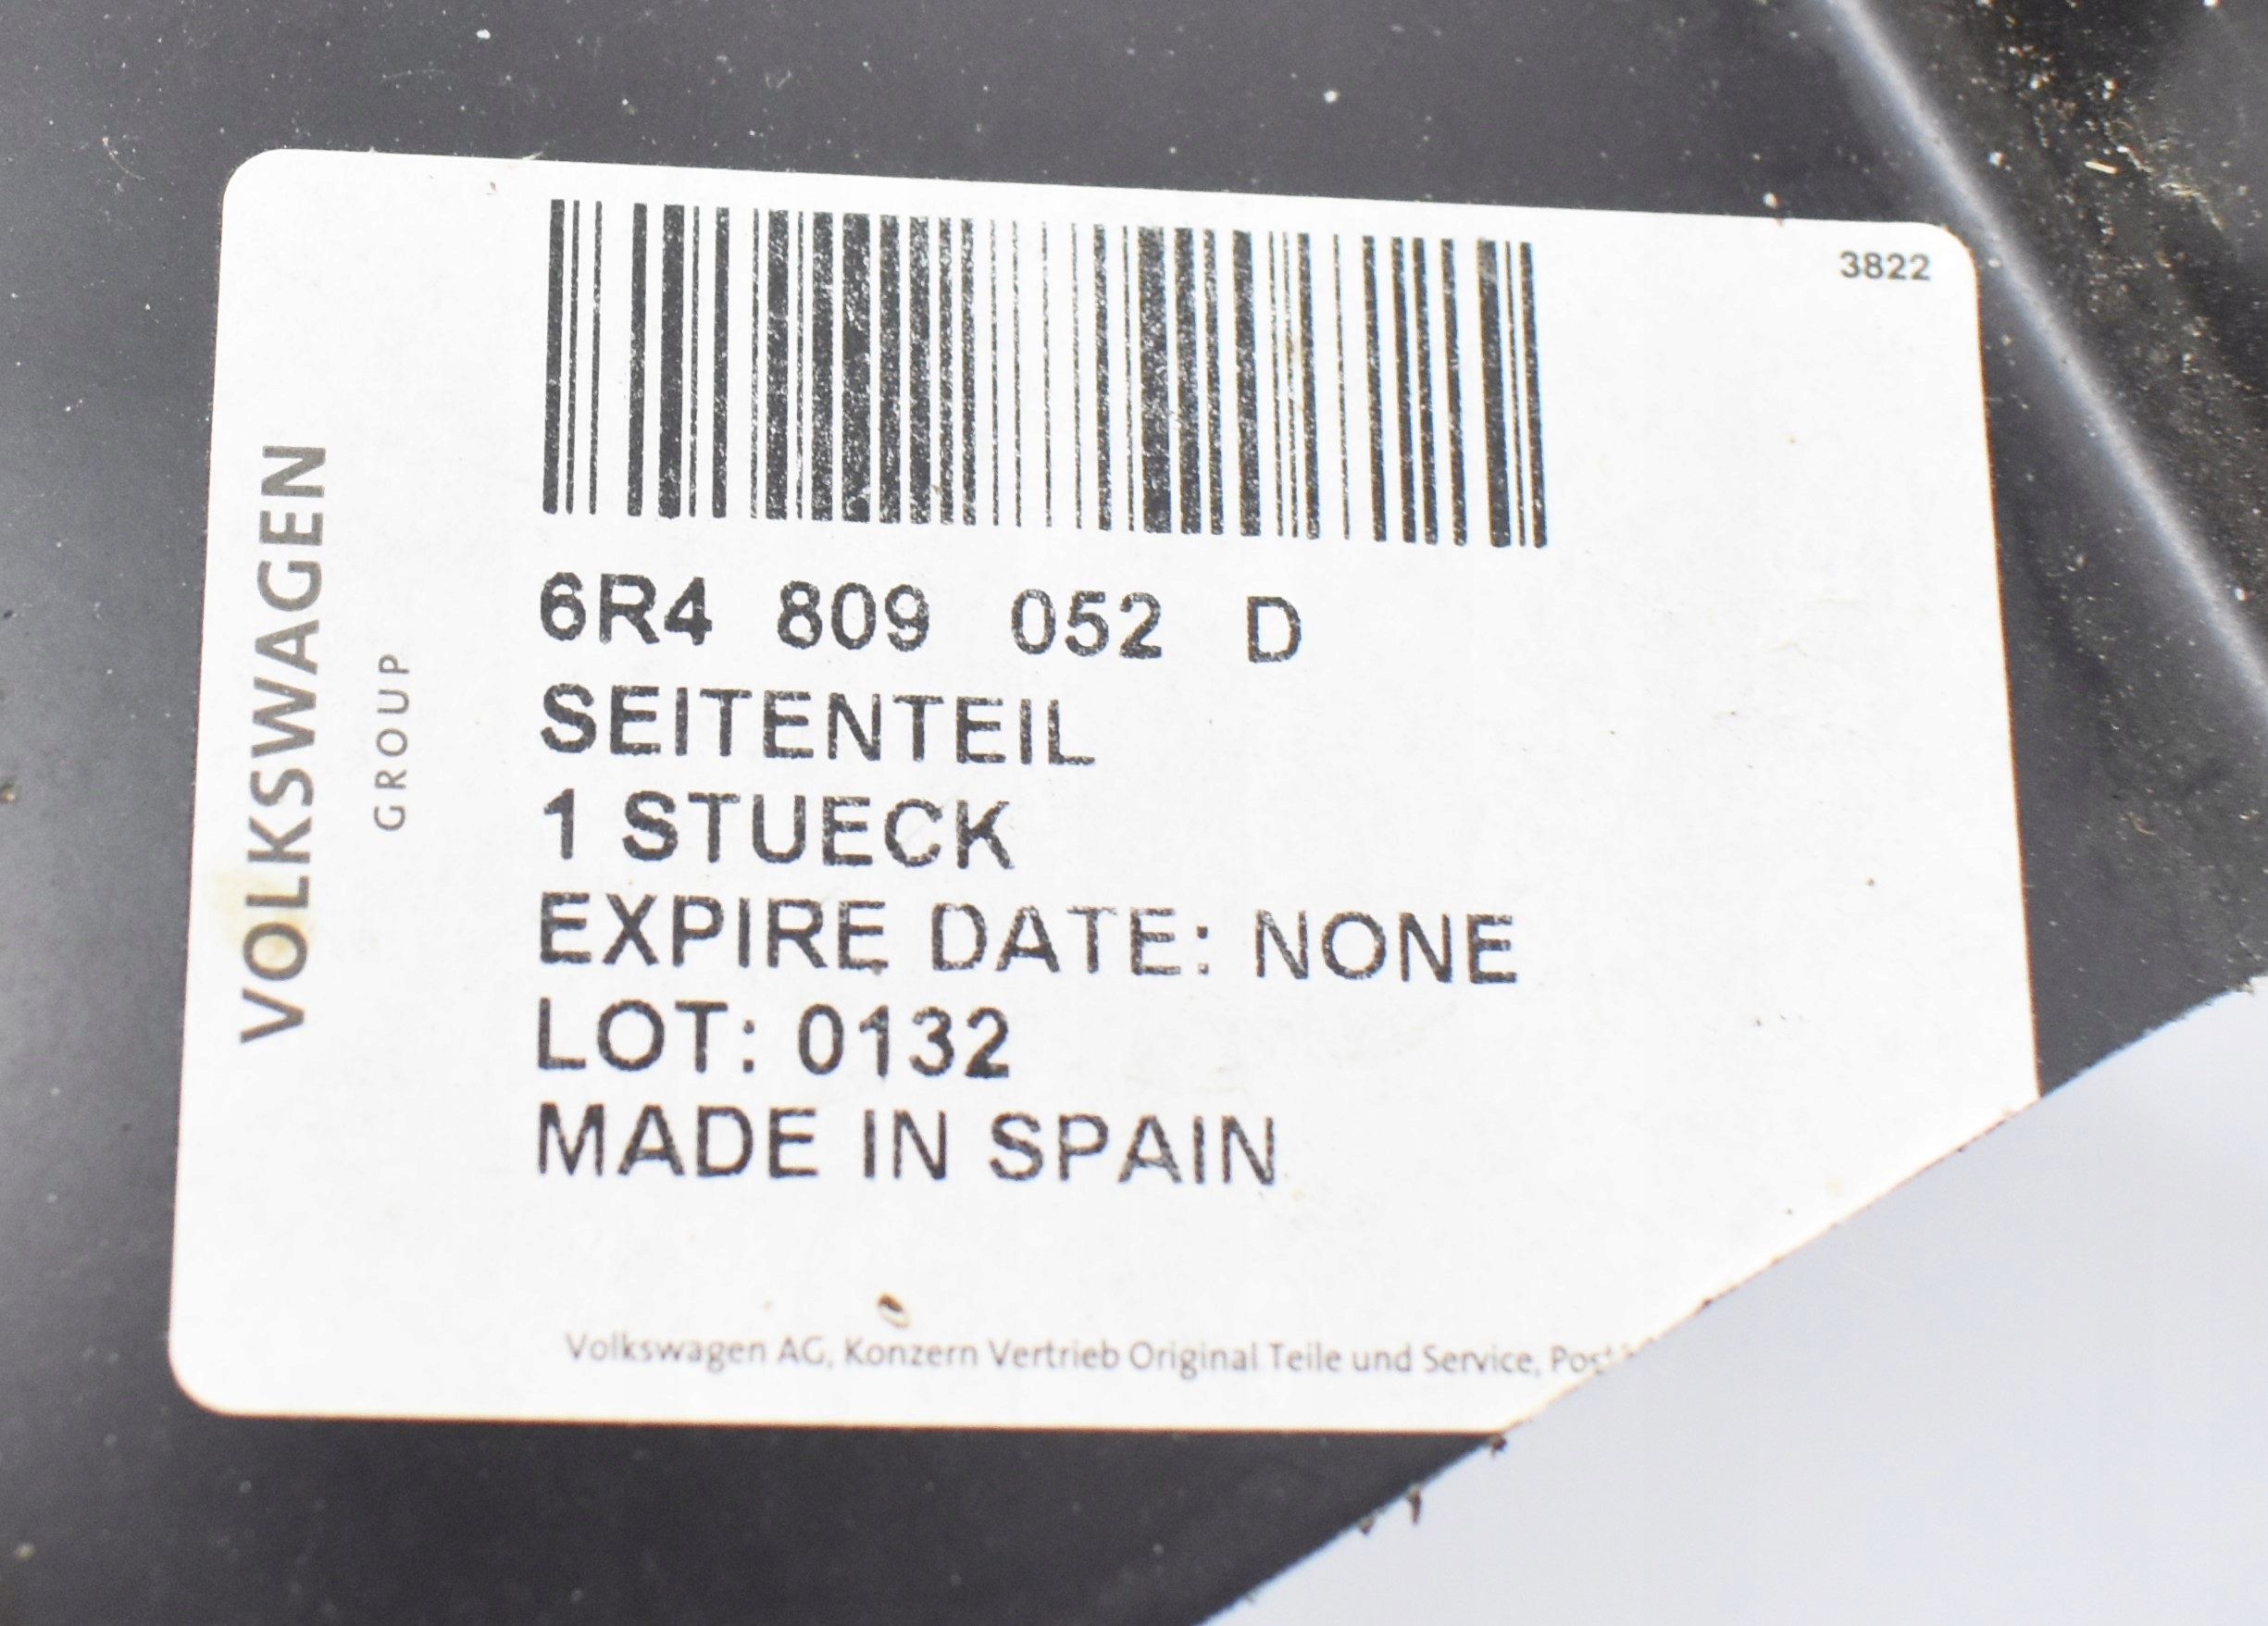 3822
VOLKSWAGEN
GROUP
6R4 809 052 D
SEITENTEIL
1 STUECK
EXPIRE DATE: NONE
LOT: 0132
MADE IN SPAIN
Volkswagen AG, Konzern Vertrieb Original Teile und Service,